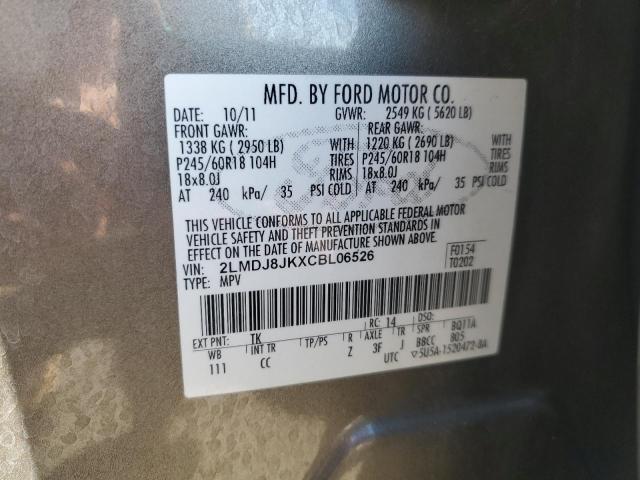 MFD. BY FORD MOTOR CO.
DATE: 10/11 GVWR: 2549 KG ( 5620 LB)
FRONT GAWR: REAR GAWR:
1338 KG ( 2950 LB) WITH 1220 KG ( 2690 LB) WITH
P245/60R18 104H TIRES P245/60R18 104H TIRES
18x8.0J RIMS 18x8.0J RIMS
AT 240 kPa/ 35 PSI COLD AT 240 kPa/ 35 PSI COLD
Ford
THIS VEHICLE CONFORMS TO ALL APPLICABLE FEDERAL MOTOR
VEHICLE SAFETY AND THEFT PREVENTION STANDARDS IN
EFFECT ON THE DATE OF MANUFACTURE SHOWN ABOVE.
VIN: 2LMDJ8JKXCBL06526 F0154
TYPE: MPV T0202
EXT PNT: TK RC: 14 DSO:
WB INT TR TP/PS R AXLE TR SPR BQ11A
111 CC Z 3F J BBCC B05
UTC ▽5U5A-1520472-BA